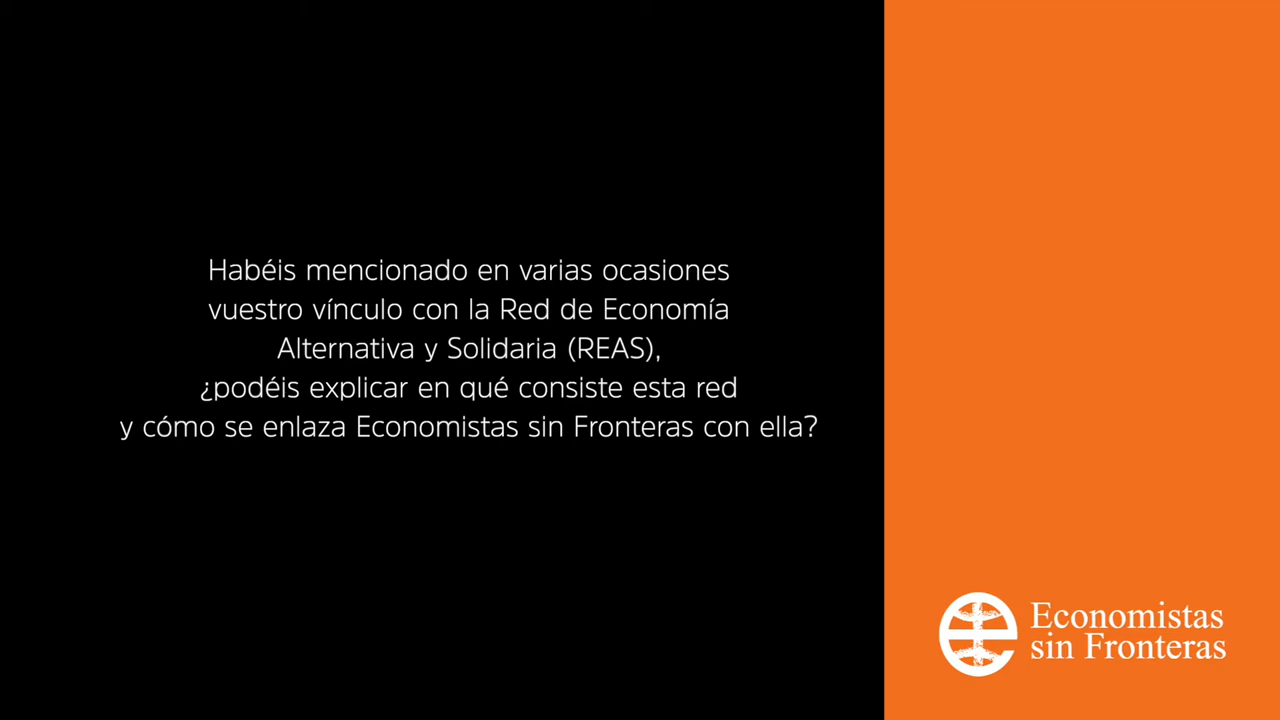 Habéis mencionado en varias ocasiones
vuestro vínculo con la Red de Economía
Alternativa y Solidaria (REAS),
¿podéis explicar en qué consiste esta red
y cómo se enlaza Economistas sin Fronteras con ella?
Economistas
sin Fronteras